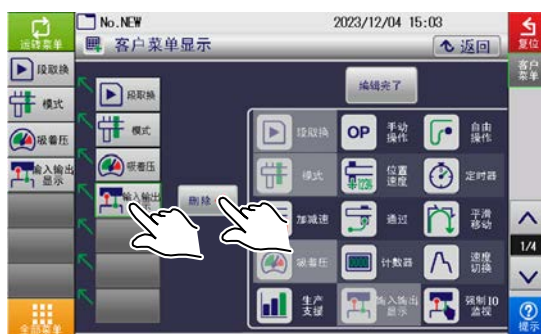 No.NEW
2023/12/04 15:03
运转菜单
客户菜单显示
返回
复位
客户
菜单
段取换
模式
吸着压
输入输出
显示
全部菜单
段取换
模式
吸着压
输入输出
删除
编辑完了
段取换
OP
手动
操作
自由
操作
模式
位置
速度
定时器
加减速
通过
平滑
移动
吸着压
计数器
速度
切换
生产
支援
输入输出
显示
强制IO
监视
1/4
提示